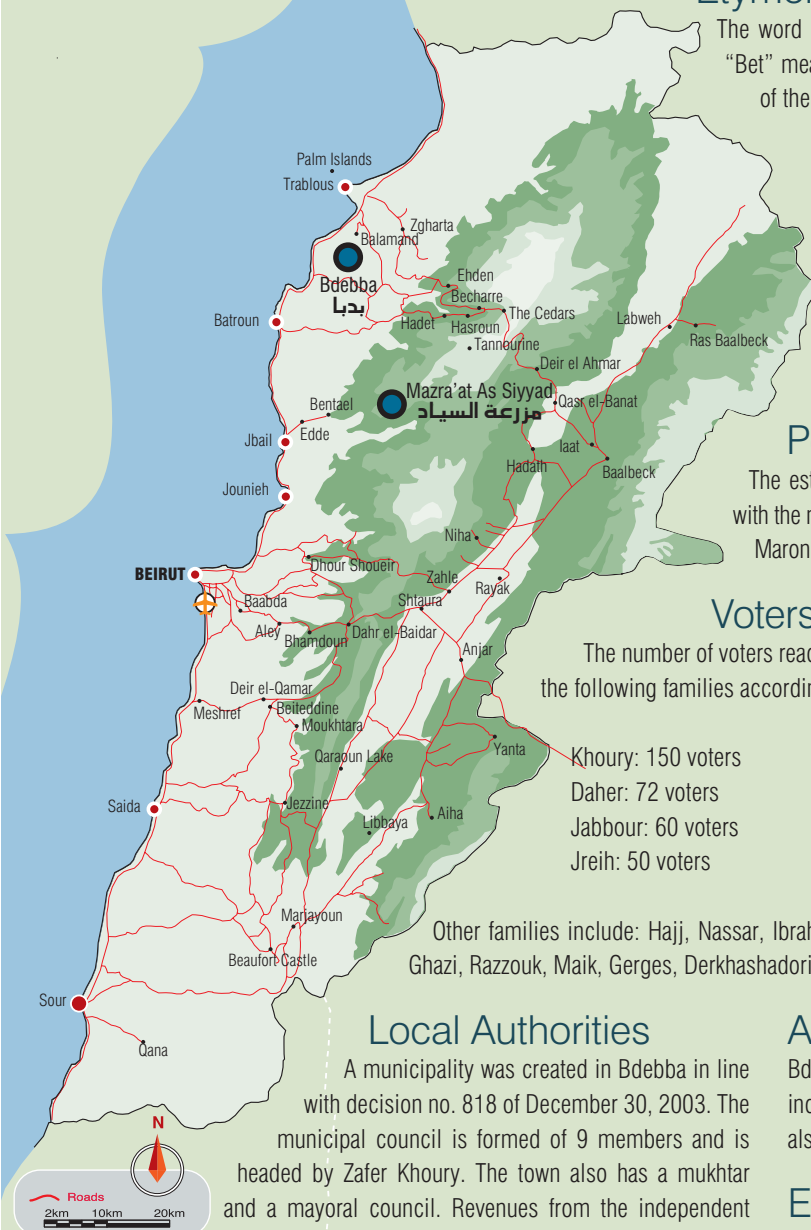 Etymol
The word
“Bet” mea
of the
Palm Islands
Trablous
Zgharta
Balamand
Bdebba
بدبا
Ehden
Becharre
The Cedars
Batroun
Hadet
Hasroun
Tannourine
Labweh
Ras Baalbeck
Deir el Ahmar
Mazra’at As Siyyad
مزرعة السياد
Qasr el-Banat
Bentael
Edde
Jbail
Iaat
Hadath
Baalbeck
Jounieh
P
The est
with the m
Maron
Niha
BEIRUT
Dhour Shoueir
Zahle
Rayak
Shtaura
Baabda
Aley
Bhamdoun
Dahr el-Baidar
Anjar
Voters
The number of voters reac
the following families accordin
Deir el-Qamar
Meshref
Beiteddine
Moukhtara
Yanta
Qaraoun Lake
Khoury: 150 voters
Daher: 72 voters
Jabbour: 60 voters
Jreih: 50 voters
Saida
Jezzine
Libbaya
Aiha
Marjayoun
Beaufort Castle
Other families include: Hajj, Nassar, Ibrah
Ghazi, Razzouk, Maik, Gerges, Derkhashadori
Sour
Qana
Local Authorities
A municipality was created in Bdebba in line
with decision no. 818 of December 30, 2003. The
municipal council is formed of 9 members and is
headed by Zafer Khoury. The town also has a mukhtar
and a mayoral council. Revenues from the independent
A
Bd
inc
als
E
N
Roads
2km 10km 20km